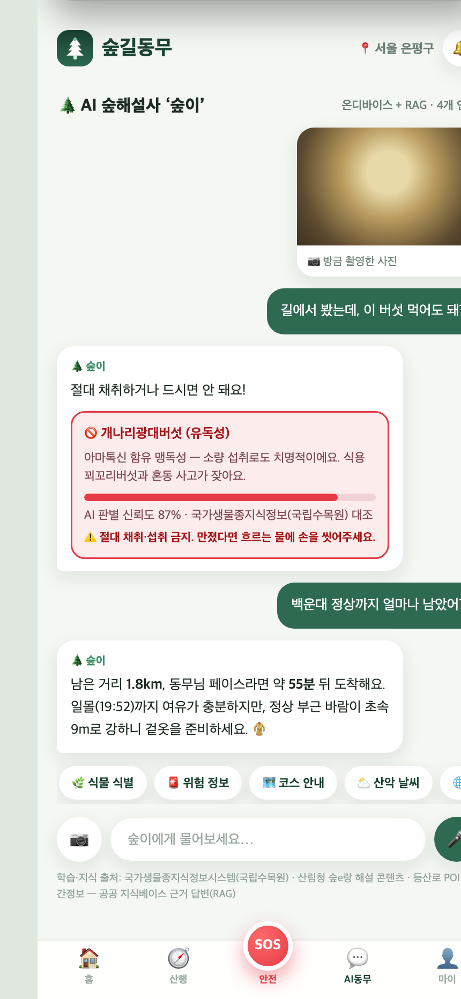 숲길동무
서울 은평구
AI 숲해설사 ‘숲이’
온디바이스 + RAG · 4개
방금 촬영한 사진
길에서 봤는데, 이 버섯 먹어도 돼?
숲이
절대 채취하거나 드시면 안 돼요!
개나리광대버섯 (유독성)
아마톡신 함유 맹독성 — 소량 섭취로도 치명적이에요. 식용
꾀꼬리버섯과 혼동 사고가 잦아요.
AI 판별 신뢰도 87% · 국가생물종지식정보(국립수목원) 대조
절대 채취·섭취 금지. 만졌다면 흐르는 물에 손을 씻어주세요.
백운대 정상까지 얼마나 남았어?
숲이
남은 거리 1.8km, 동무님 페이스라면 약 55분 뒤 도착해요.
일몰(19:52)까지 여유가 충분하지만, 정상 부근 바람이 초속
9m로 강하니 겉옷을 준비하세요.
식물 식별
위험 정보
코스 안내
산악 날씨
숲이에게 물어보세요...
학습·지식 출처: 국가생물종지식정보시스템(국립수목원) · 산림청 숲e랑 해설 콘텐츠 · 등산로 POI
간정보 — 공공 지식베이스 근거 답변(RAG)
SOS
홈
산행
안전
AI동무
마이